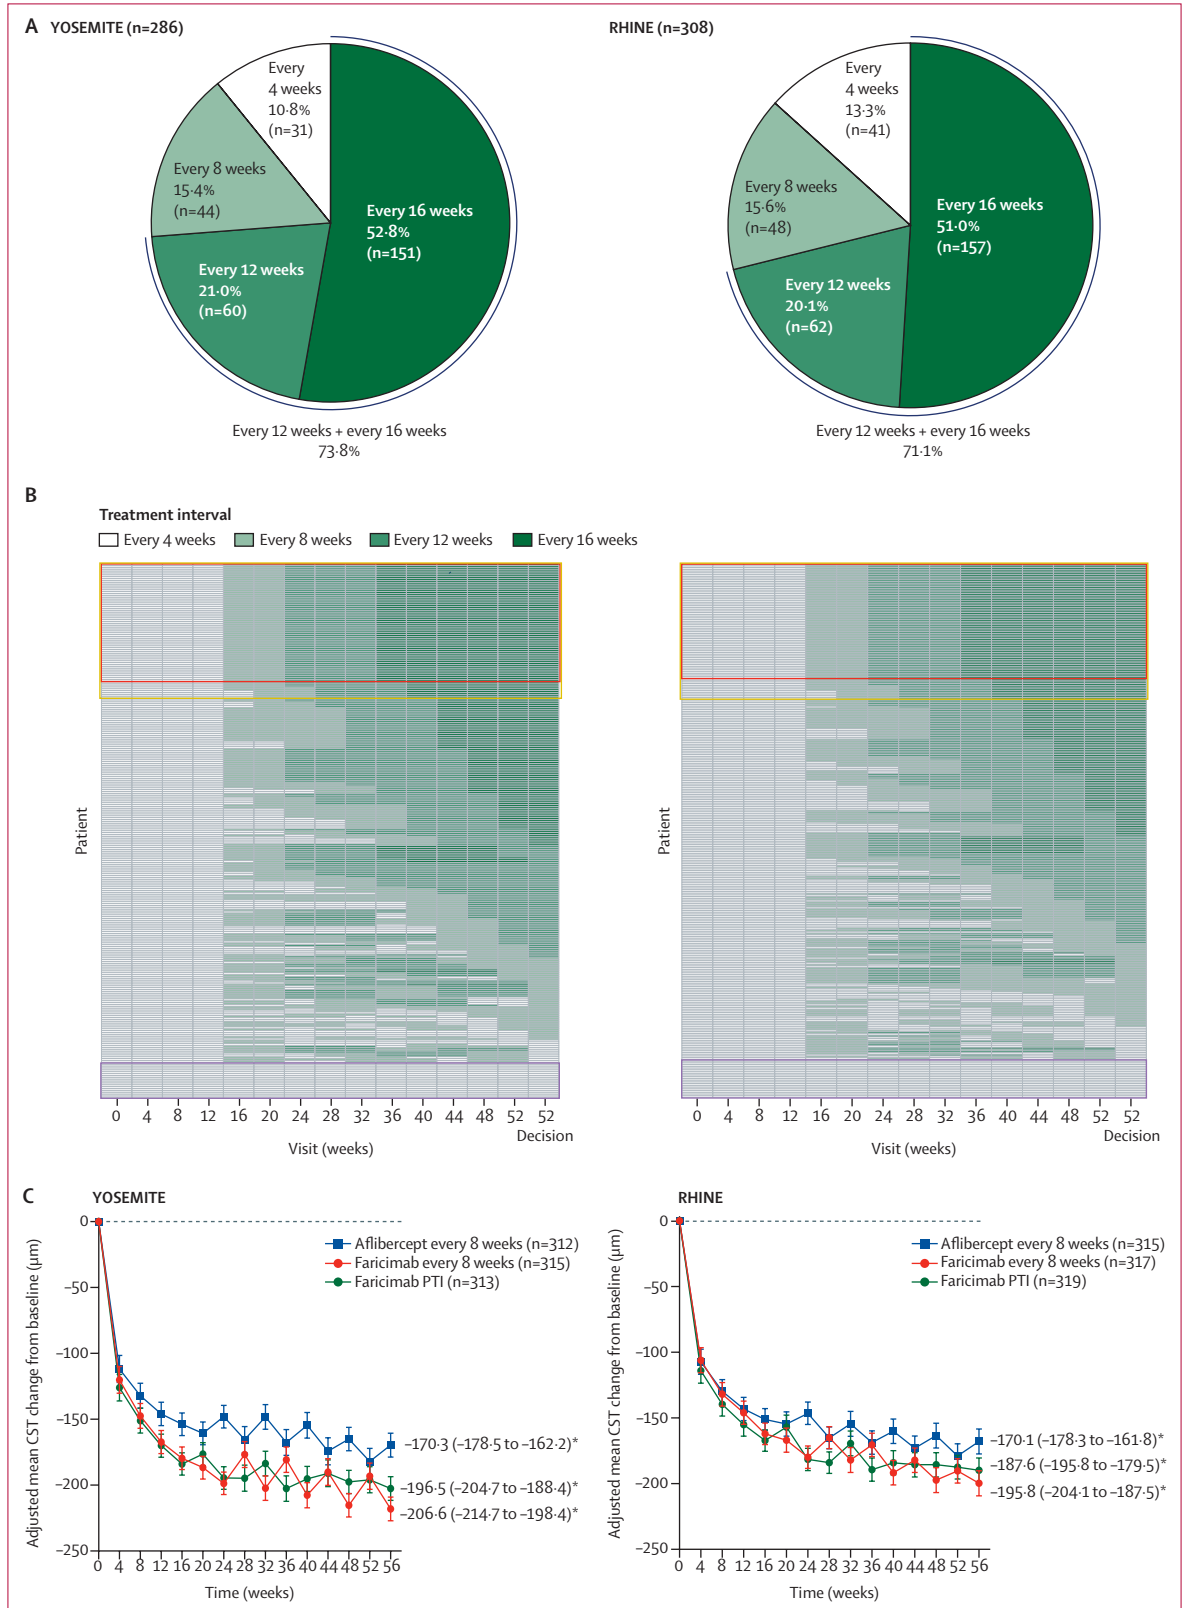 A YOSEMITE (n=286)
Every
4 weeks
10·8%
(n=31)
Every 8 weeks
15·4%
(n=44)
Every 16 weeks
52·8%
(n=151)
Every 12 weeks
21·0%
(n=60)
Every 12 weeks + every 16 weeks
73·8%
RHINE (n=308)
Every
4 weeks
13·3%
(n=41)
Every 8 weeks
15·6%
(n=48)
Every 16 weeks
51·0%
(n=157)
Every 12 weeks
20·1%
(n=62)
Every 12 weeks + every 16 weeks
71·1%
B
Treatment interval
Every 4 weeks Every 8 weeks Every 12 weeks Every 16 weeks
Patient
0 4 8 12 16 20 24 28 32 36 40 44 48 52 52
Decision
Visit (weeks)
Patient
0 4 8 12 16 20 24 28 32 36 40 44 48 52 52
Decision
Visit (weeks)
C YOSEMITE
Adjusted mean CST change from baseline (μm)
0
−50
−100
−150
−200
−250
Aflibercept every 8 weeks (n=312)
Faricimab every 8 weeks (n=315)
Faricimab PTI (n=313)
−170·3 (−178·5 to −162·2)*
−196·5 (−204·7 to −188·4)*
−206·6 (−214·7 to −198·4)*
0 4 8 12 16 20 24 28 32 36 40 44 48 52 56
Time (weeks)
RHINE
Adjusted mean CST change from baseline (μm)
0
−50
−100
−150
−200
−250
Aflibercept every 8 weeks (n=315)
Faricimab every 8 weeks (n=317)
Faricimab PTI (n=319)
−170·1 (−178·3 to −161·8)*
−187·6 (−195·8 to −179·5)*
−195·8 (−204·1 to −187·5)*
0 4 8 12 16 20 24 28 32 36 40 44 48 52 56
Time (weeks)